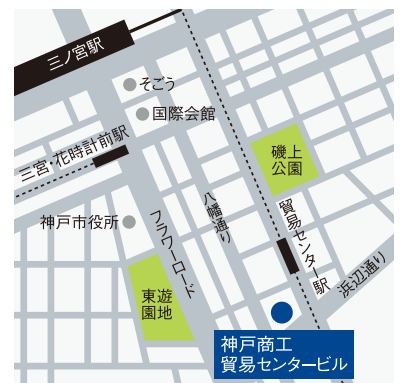 三ノ宮駅
そごう
国際会館
三宮・花時計前駅
磯上
公園
神戸市役所
フラワーロード
八幡通り
貿易センター駅
浜辺通り
東遊
園地
神戸商工
貿易センタービル